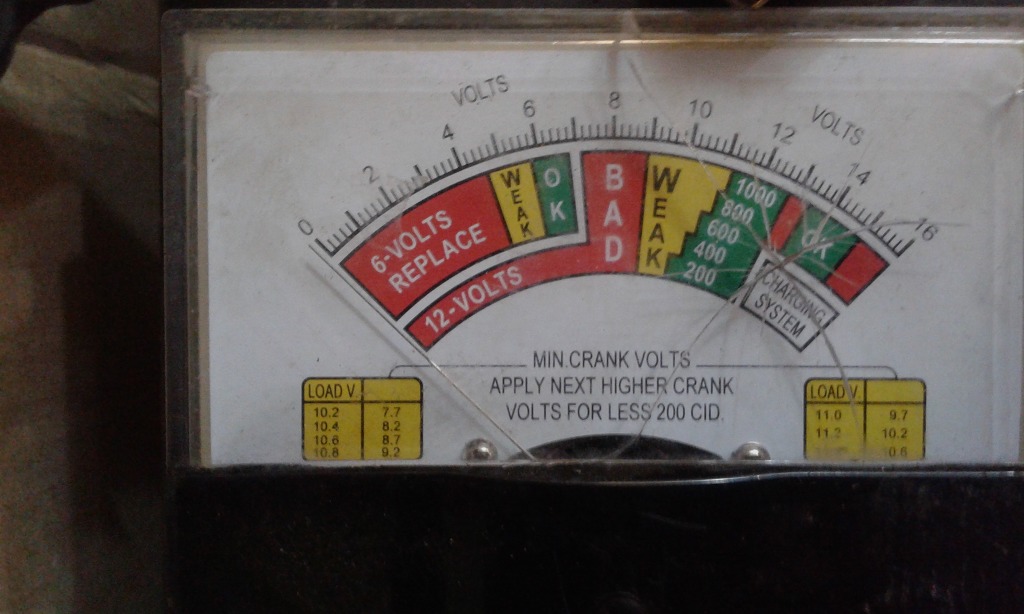 VOLTS
VOLTS
0 2 4 6 8 10 12 14 16
6-VOLTS
REPLACE
WEAK
OK
12-VOLTS
BAD
WEAK
1000
800
600
400
200
OK
CHARGING
SYSTEM
MIN.CRANK VOLTS
APPLY NEXT HIGHER CRANK
VOLTS FOR LESS 200 CID.
LOAD V.
10.2 7.7
10.4 8.2
10.6 8.7
10.8 9.2
LOAD V.
11.0 9.7
10.2